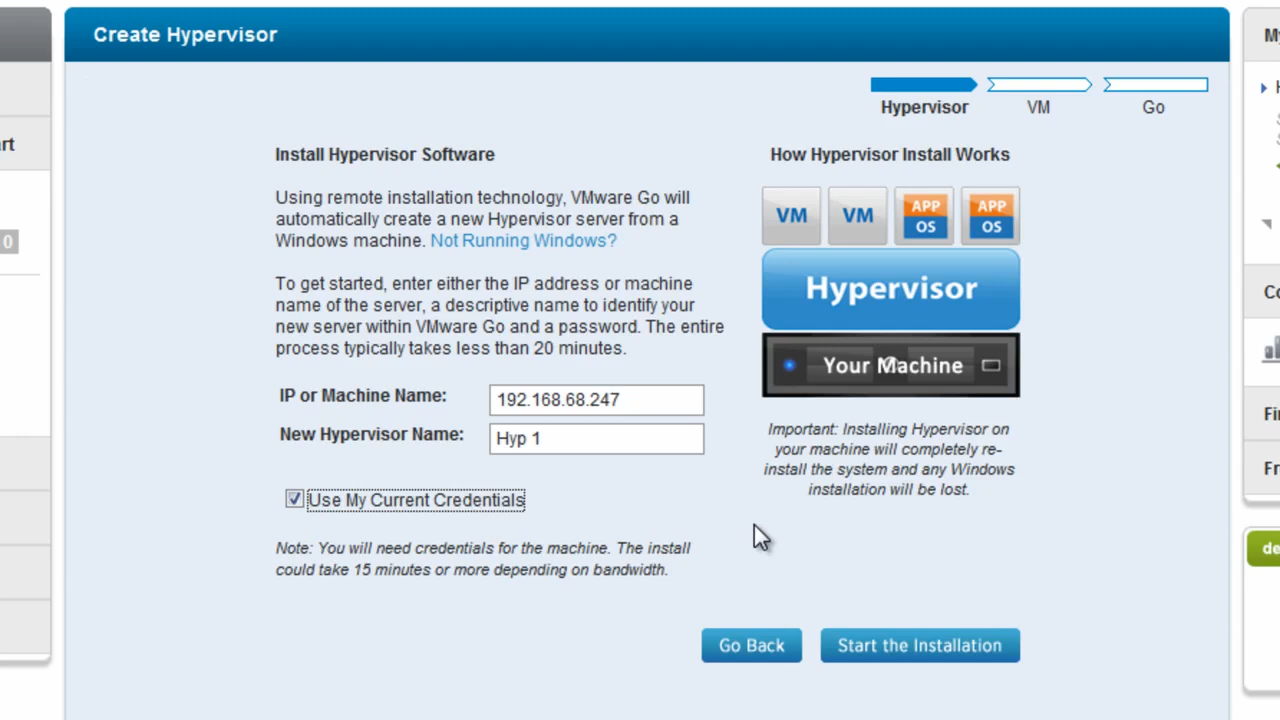 Create Hypervisor
Hypervisor
VM
Go
Install Hypervisor Software
Using remote installation technology, VMware Go will
automatically create a new Hypervisor server from a
Windows machine. Not Running Windows?
To get started, enter either the IP address or machine
name of the server, a descriptive name to identify your
new server within VMware Go and a password. The entire
process typically takes less than 20 minutes.
IP or Machine Name:
192.168.68.247
New Hypervisor Name:
Hyp 1
Use My Current Credentials
Note: You will need credentials for the machine. The install
could take 15 minutes or more depending on bandwidth.
How Hypervisor Install Works
VM
VM
APP
OS
APP
OS
Hypervisor
Your Machine
Important: Installing Hypervisor on
your machine will completely re-
install the system and any Windows
installation will be lost.
Go Back
Start the Installation
0